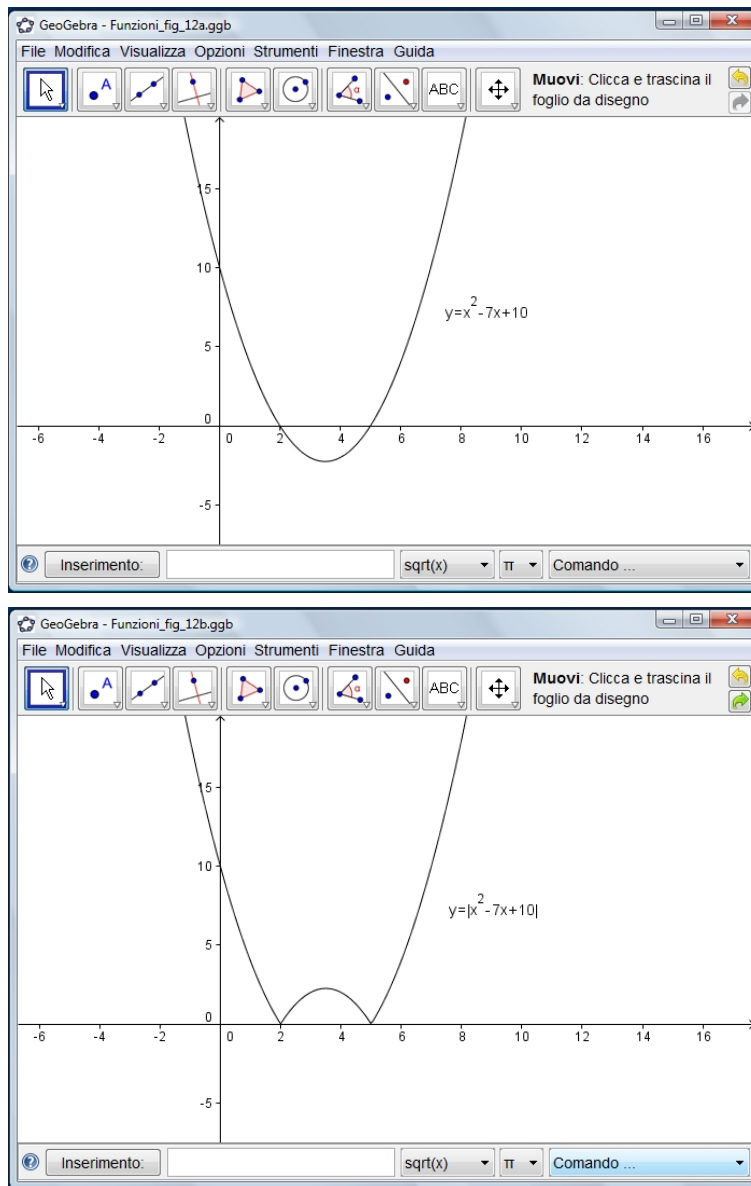 GeoGebra - Funzioni_fig_12a.ggb
File Modifica Visualizza Opzioni Strumenti Finestra Guida
A
α
ABC
Muovi: Clicca e trascina il
foglio da disegno
15
10
y=x²-7x+10
5
0
-6 -4 -2 0 2 4 6 8 10 12 14 16
-5
Inserimento: sqrt(x) π Comando ...
GeoGebra - Funzioni_fig_12b.ggb
File Modifica Visualizza Opzioni Strumenti Finestra Guida
A
α
ABC
Muovi: Clicca e trascina il
foglio da disegno
15
10
y=|x²-7x+10|
5
0
-6 -4 -2 0 2 4 6 8 10 12 14 16
-5
Inserimento: sqrt(x) π Comando ...